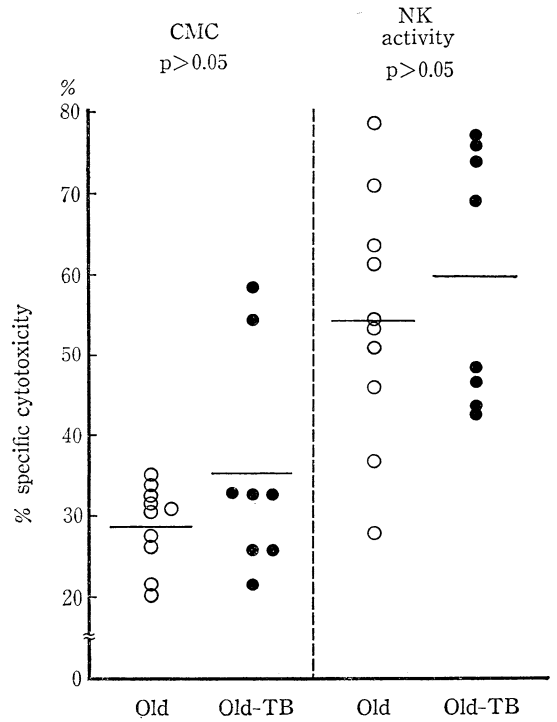 CMC
p>0.05
NK
activity
p>0.05
%
80
70
60
50
40
30
20
0
% specific cytotoxicity
Old
Old-TB
Old
Old-TB